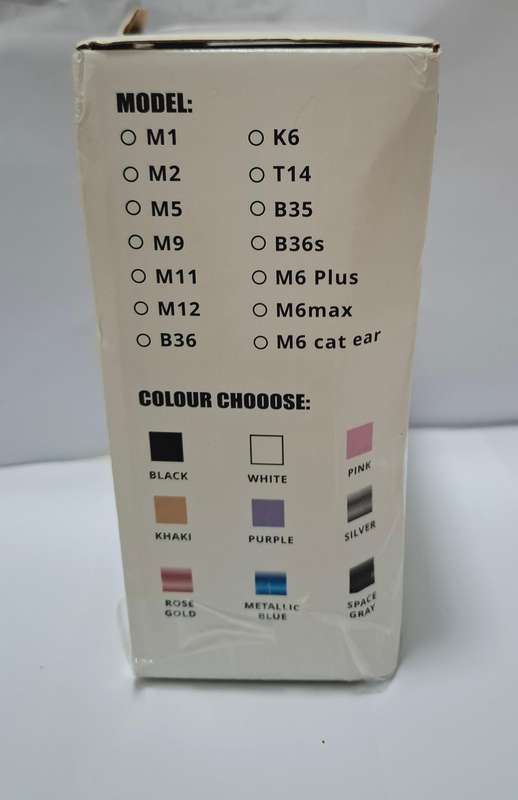 MODEL:
M1 K6
M2 T14
M5 B35
M9 B36s
M11 M6 Plus
M12 M6max
B36 M6 cat ear
COLOUR CHOOOSE:
BLACK WHITE PINK
KHAKI PURPLE SILVER
ROSE METALLIC SPACE
GOLD BLUE GRAY